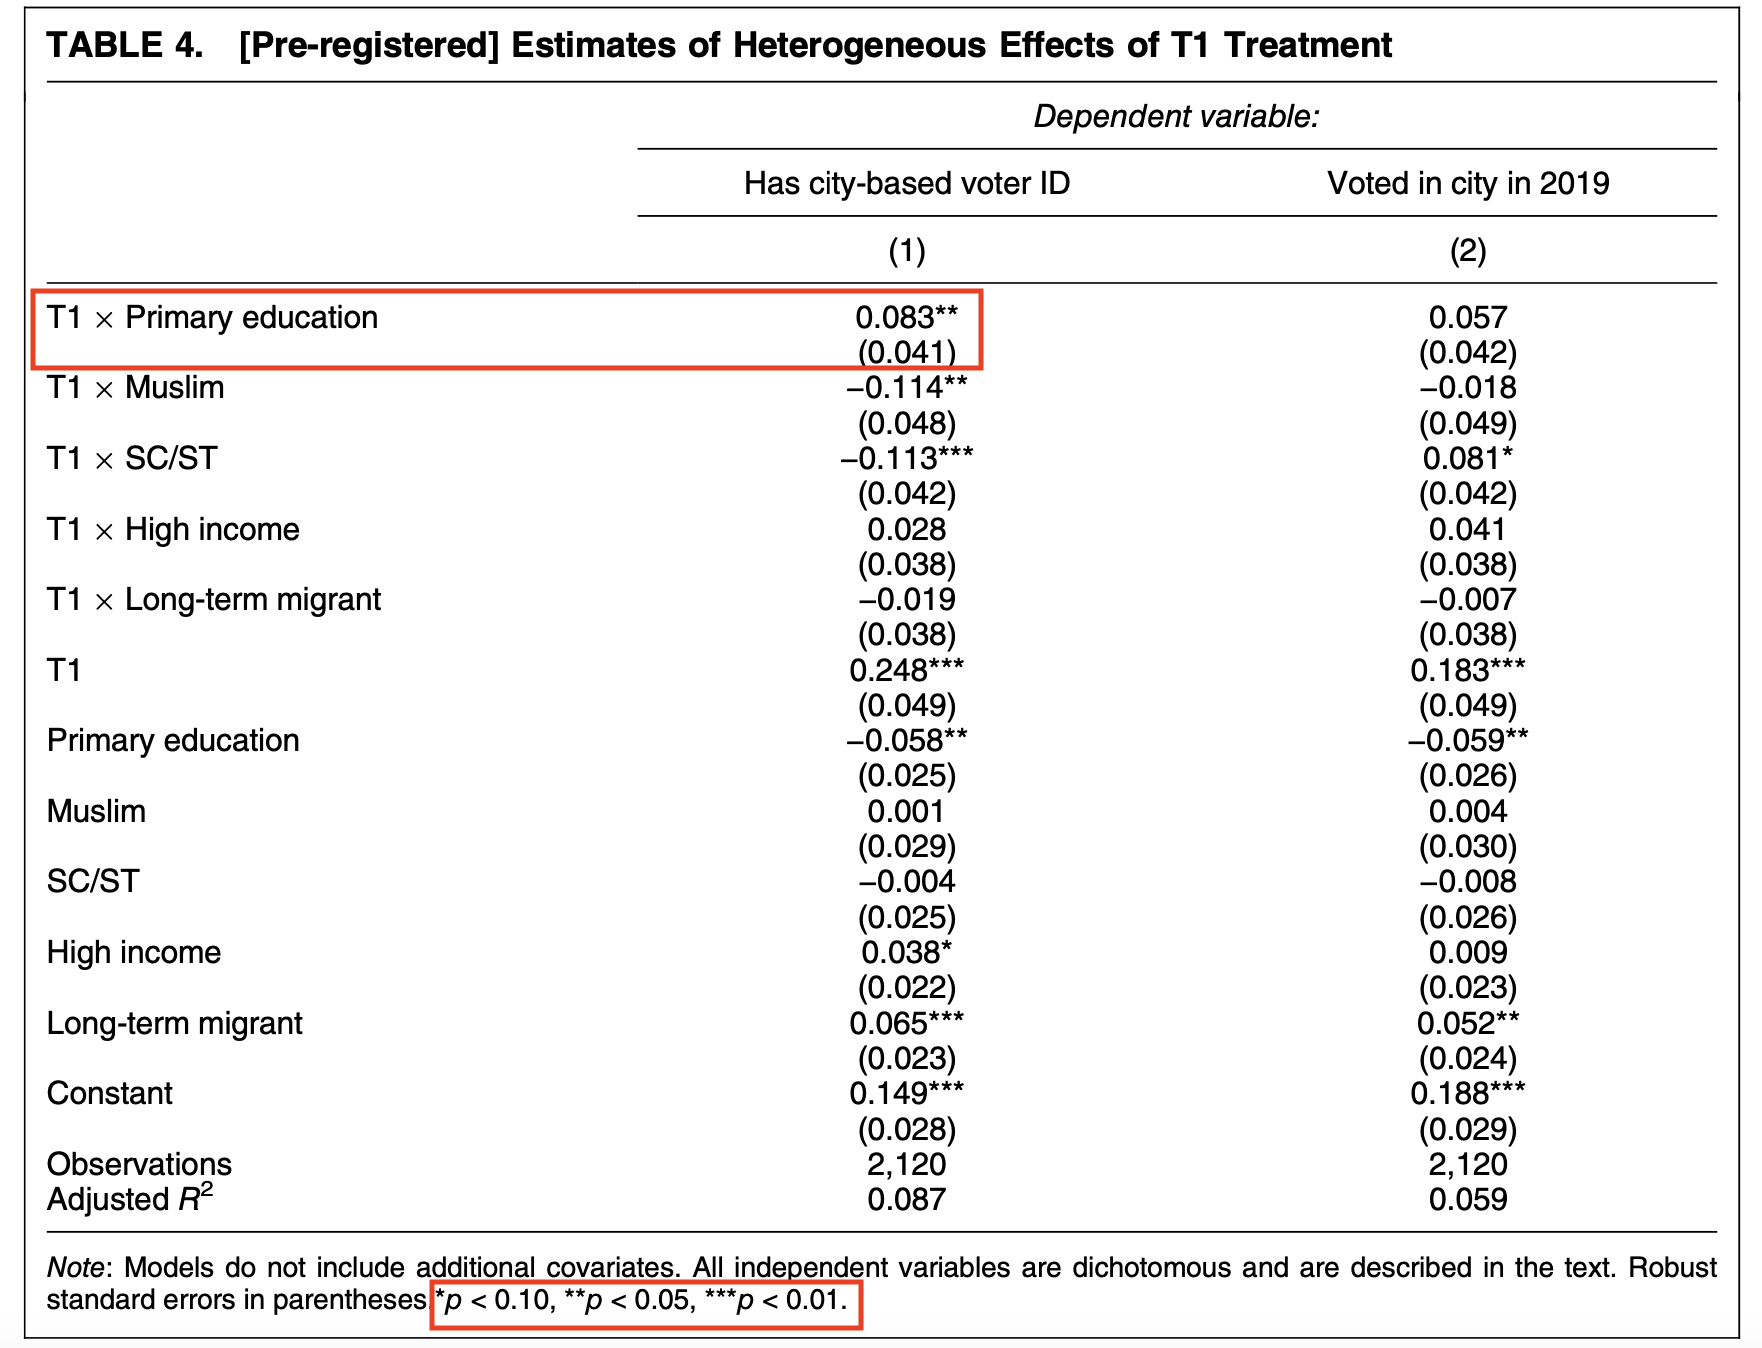 TABLE 4. [Pre-registered] Estimates of Heterogeneous Effects of T1 Treatment
Dependent variable:
Has city-based voter ID Voted in city in 2019
(1) (2)
T1 × Primary education 0.083** 0.057
(0.041) (0.042)
T1 × Muslim −0.114** −0.018
(0.048) (0.049)
T1 × SC/ST −0.113*** 0.081*
(0.042) (0.042)
T1 × High income 0.028 0.041
(0.038) (0.038)
T1 × Long-term migrant −0.019 −0.007
(0.038) (0.038)
T1 0.248*** 0.183***
(0.049) (0.049)
Primary education −0.058** −0.059**
(0.025) (0.026)
Muslim 0.001 0.004
(0.029) (0.030)
SC/ST −0.004 −0.008
(0.025) (0.026)
High income 0.038* 0.009
(0.022) (0.023)
Long-term migrant 0.065*** 0.052**
(0.023) (0.024)
Constant 0.149*** 0.188***
(0.028) (0.029)
Observations 2,120 2,120
Adjusted R² 0.087 0.059
Note: Models do not include additional covariates. All independent variables are dichotomous and are described in the text. Robust
standard errors in parentheses. *p < 0.10, **p < 0.05, ***p < 0.01.